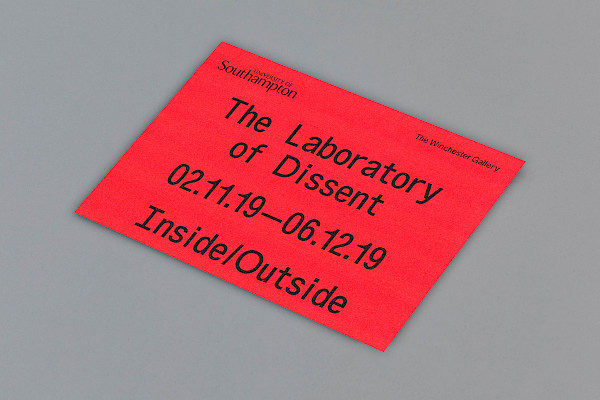 UNIVERSITY OF
Southampton
The Winchester Gallery
The Laboratory
of Dissent
02.11.19–06.12.19
Inside/Outside